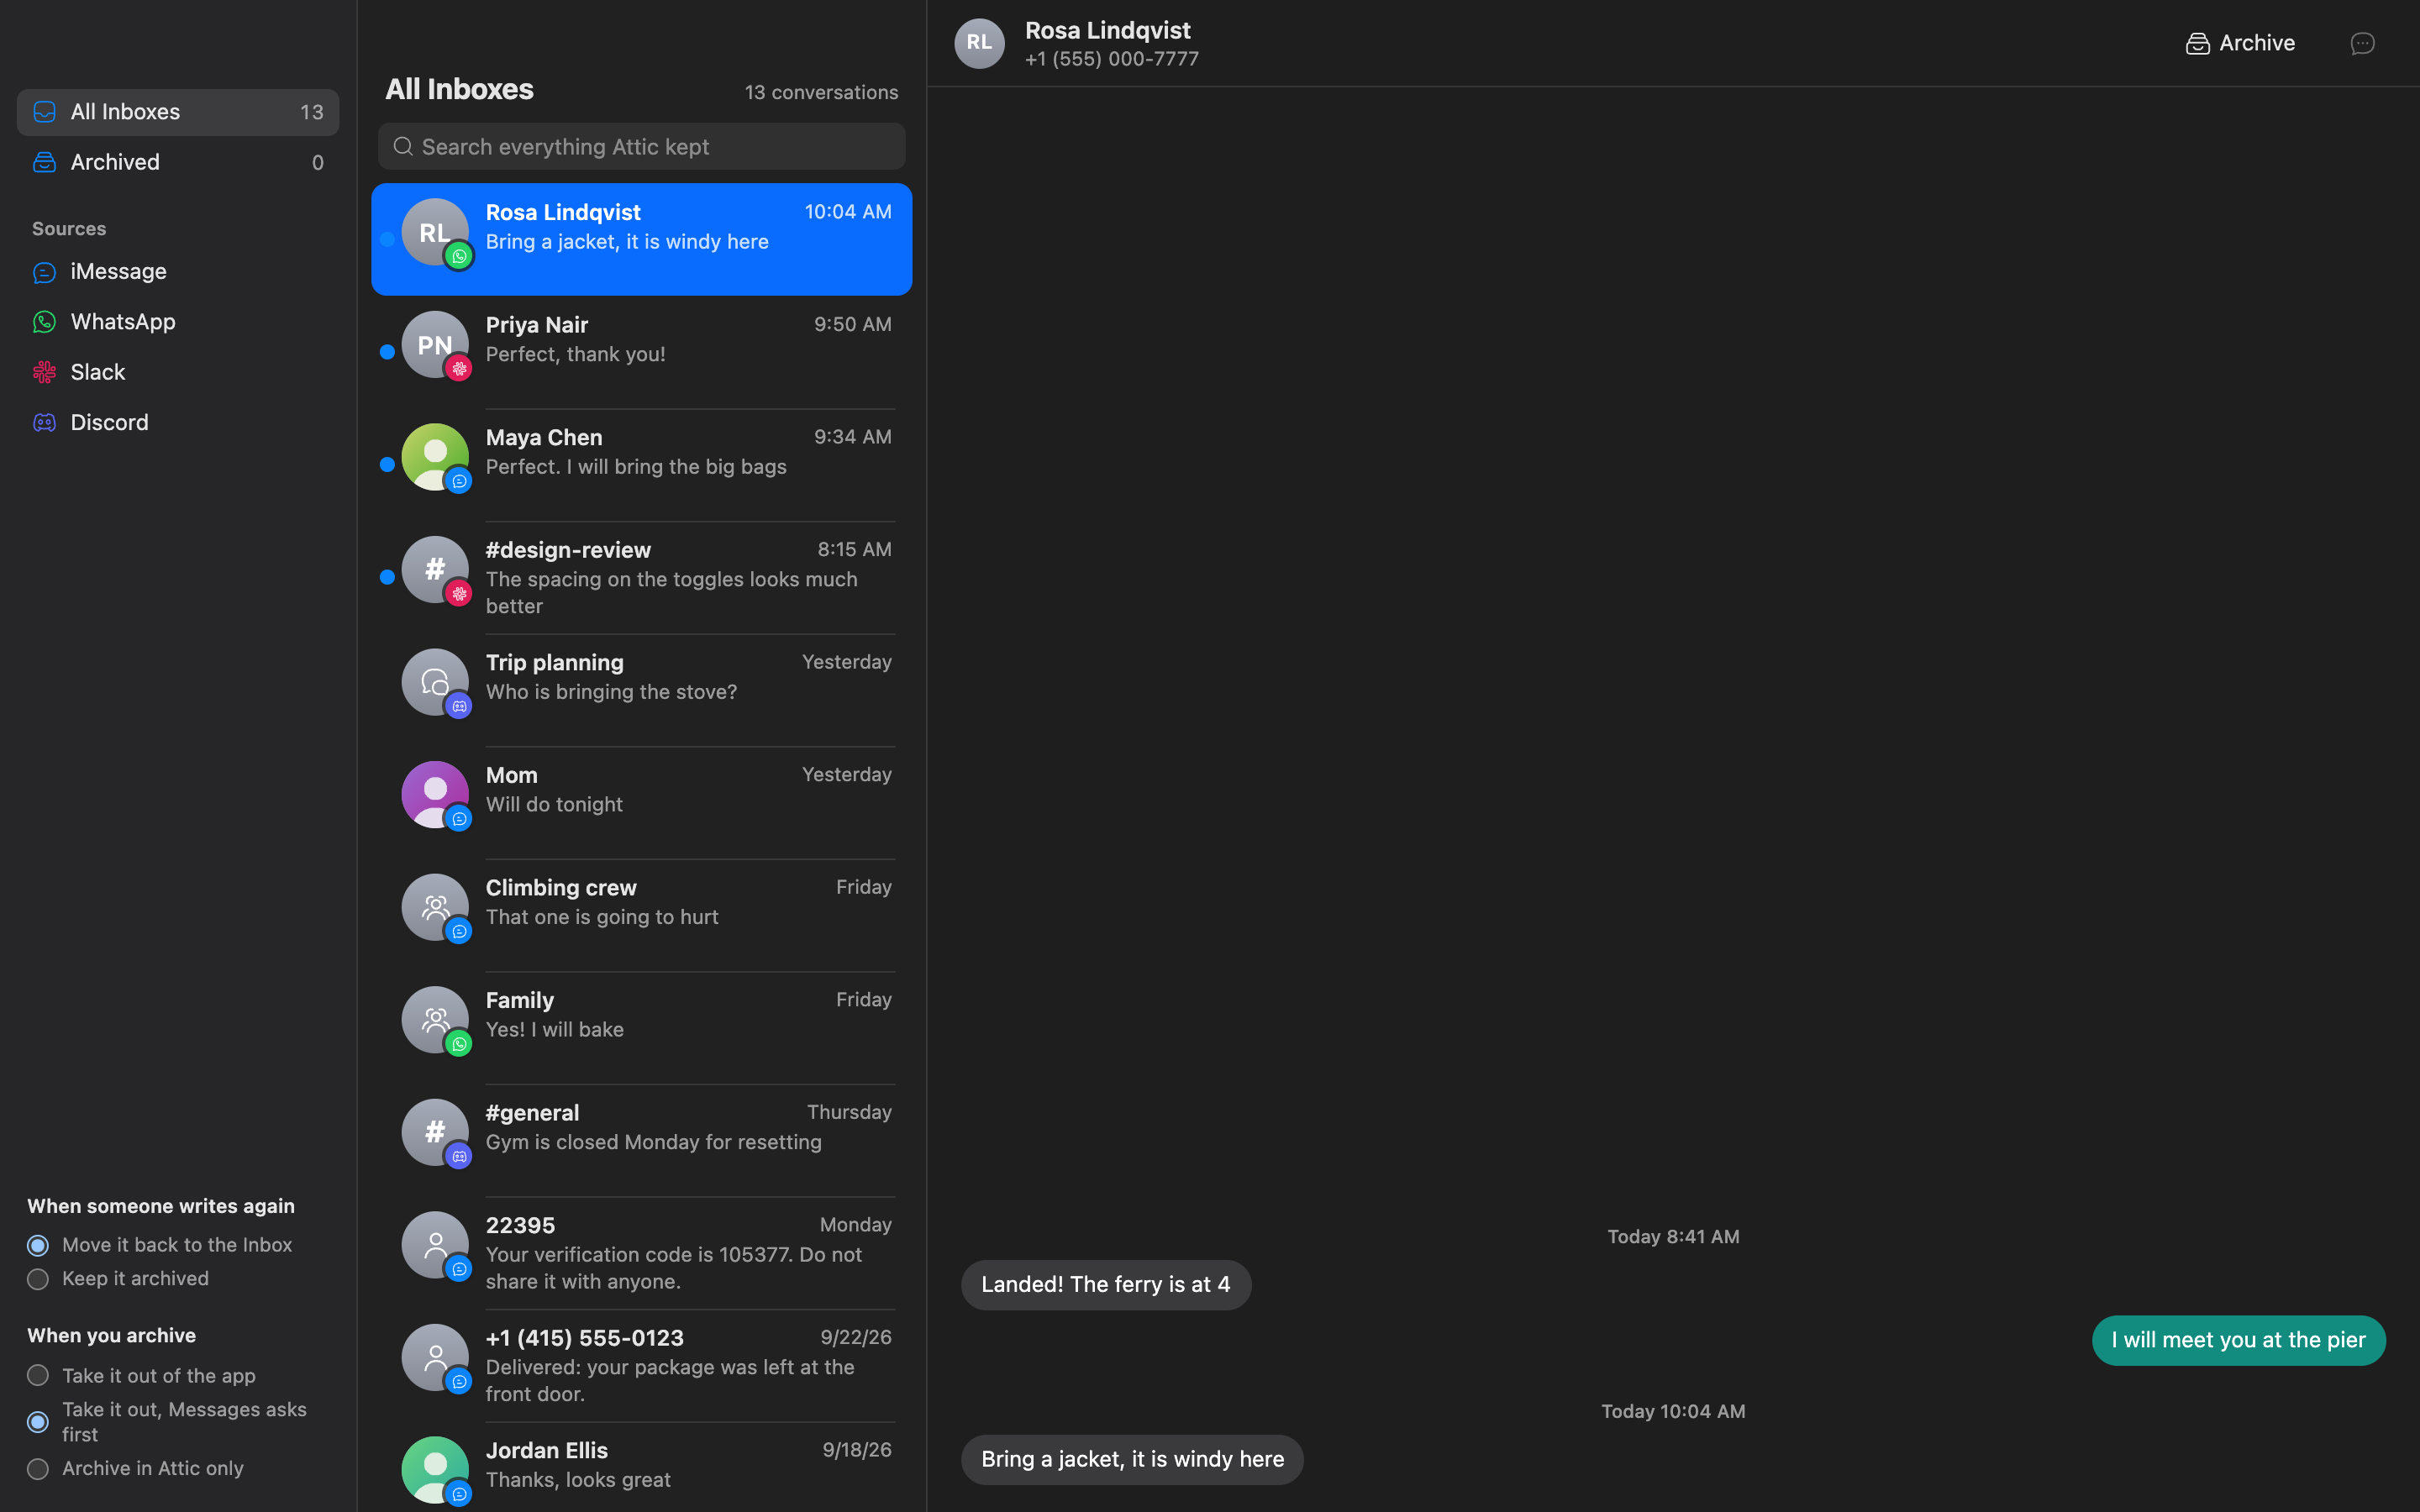 All Inboxes 13
Archived 0
Sources
iMessage
WhatsApp
Slack
Discord
When someone writes again
Move it back to the Inbox
Keep it archived
When you archive
Take it out of the app
Take it out, Messages asks
first
Archive in Attic only
All Inboxes 13 conversations
Search everything Attic kept
RL
Rosa Lindqvist 10:04 AM
Bring a jacket, it is windy here
PN
Priya Nair 9:50 AM
Perfect, thank you!
Maya Chen 9:34 AM
Perfect. I will bring the big bags
#
#design-review 8:15 AM
The spacing on the toggles looks much
better
Trip planning Yesterday
Who is bringing the stove?
Mom Yesterday
Will do tonight
Climbing crew Friday
That one is going to hurt
Family Friday
Yes! I will bake
#
#general Thursday
Gym is closed Monday for resetting
22395 Monday
Your verification code is 105377. Do not
share it with anyone.
+1 (415) 555-0123 9/22/26
Delivered: your package was left at the
front door.
Jordan Ellis 9/18/26
Thanks, looks great
RL
Rosa Lindqvist
+1 (555) 000-7777
Archive
Today 8:41 AM
Landed! The ferry is at 4
I will meet you at the pier
Today 10:04 AM
Bring a jacket, it is windy here